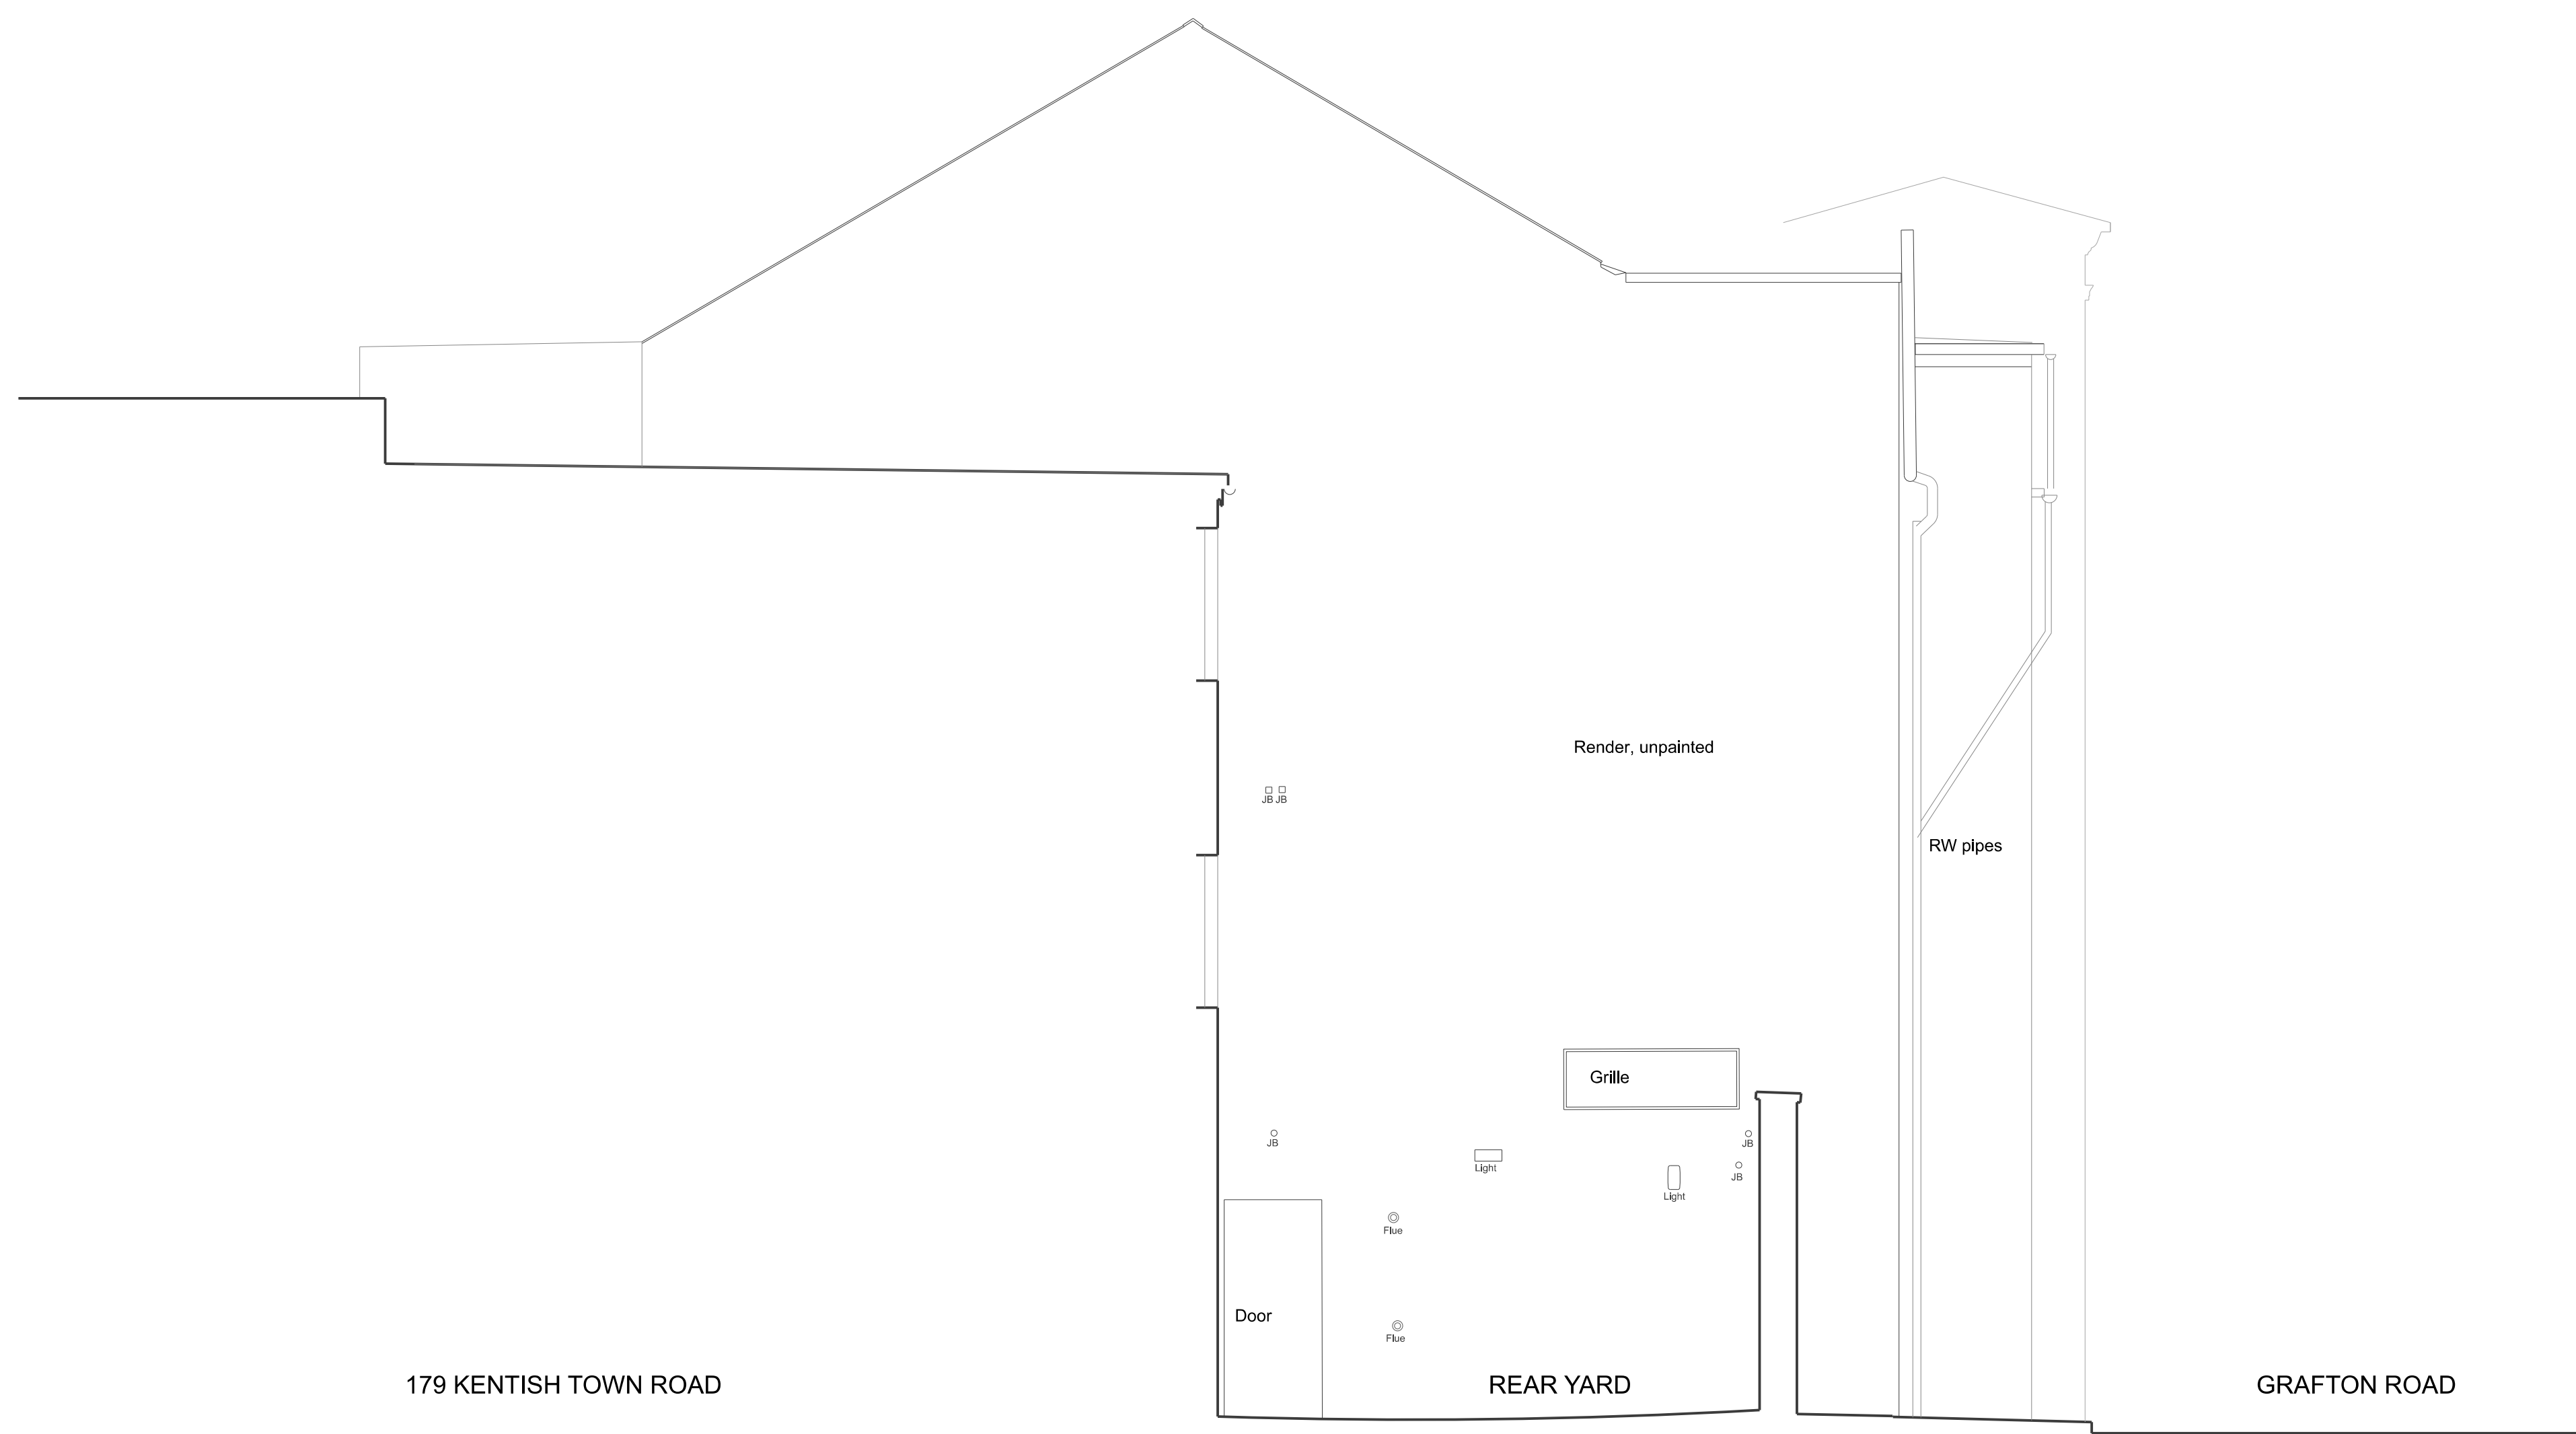 Render, unpainted
JB JB
RW pipes
Grille
JB
JB
Light
JB
Light
Flue
Door
Flue
179 KENTISH TOWN ROAD
REAR YARD
GRAFTON ROAD